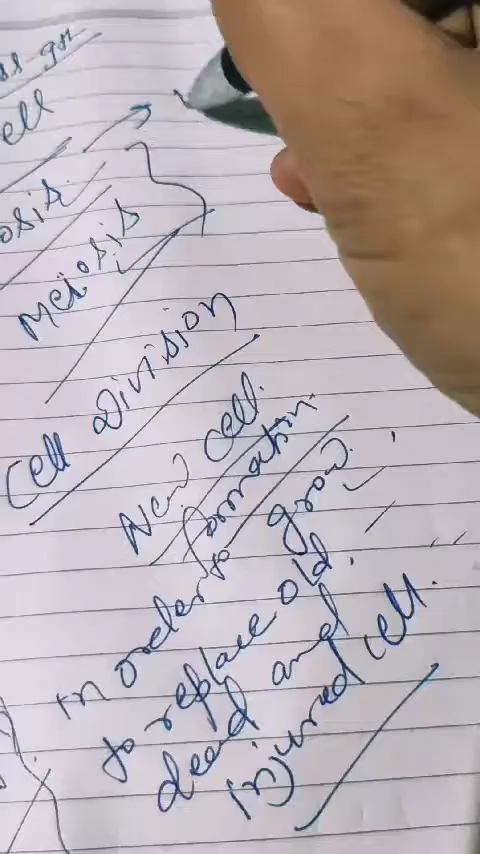 ell
osis.
Meiosis
Cell Division
New Cell.
formation.
In order to grow.
to replace old.
dead and
injured cell.